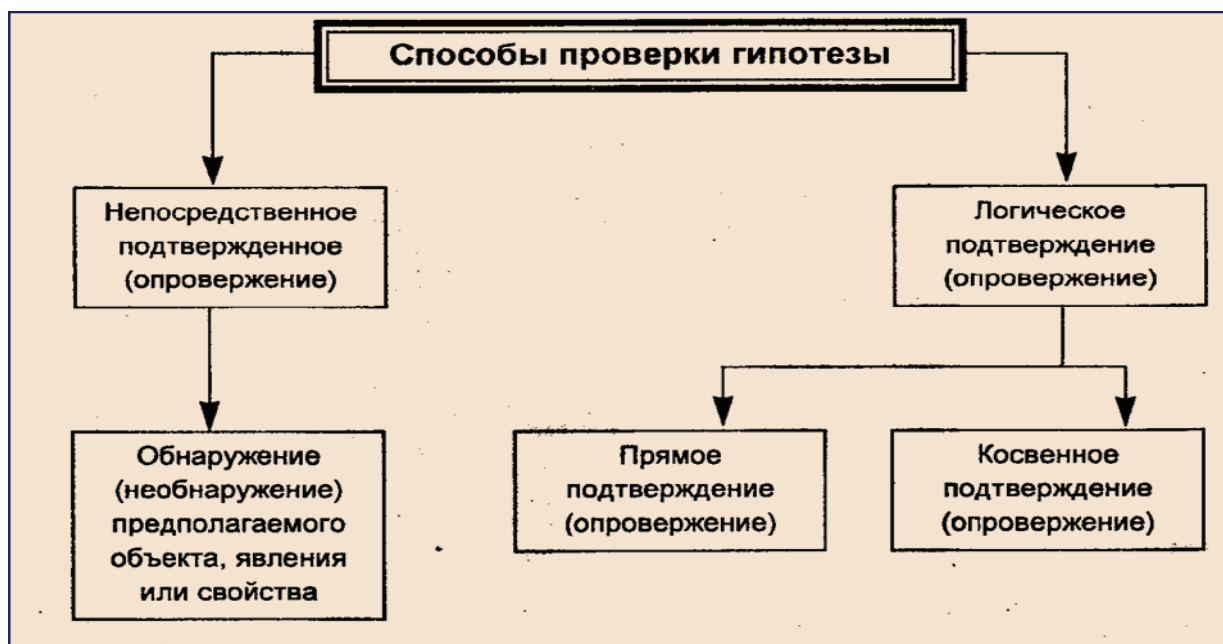 Способы проверки гипотезы
Непосредственное
подтвержденное
(опровержение)
Логическое
подтверждение
(опровержение)
Обнаружение
(необнаружение)
предполагаемого
объекта, явления
или свойства
Прямое
подтверждение
(опровержение)
Косвенное
подтверждение
(опровержение)